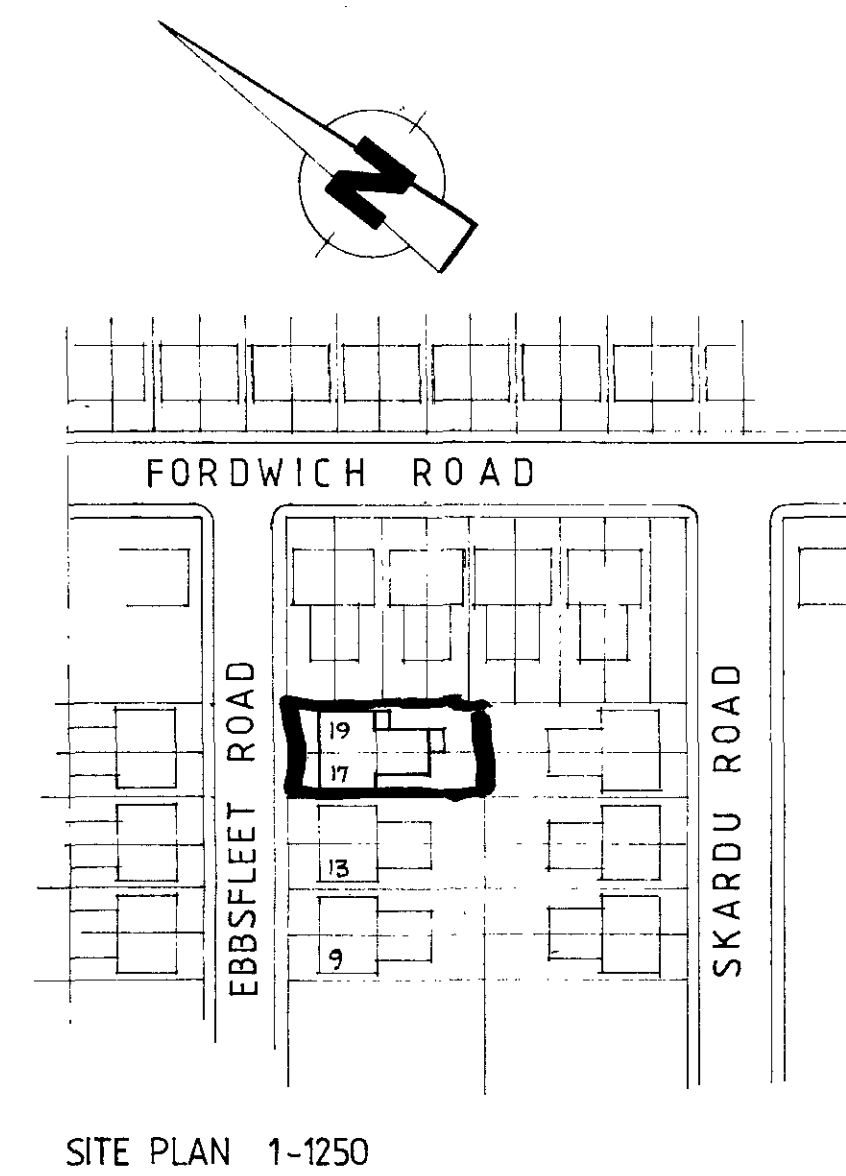 N
FORDWICH ROAD
EBBSFLEET ROAD
19
17
13
9
SKARDU ROAD
SITE PLAN 1-1250